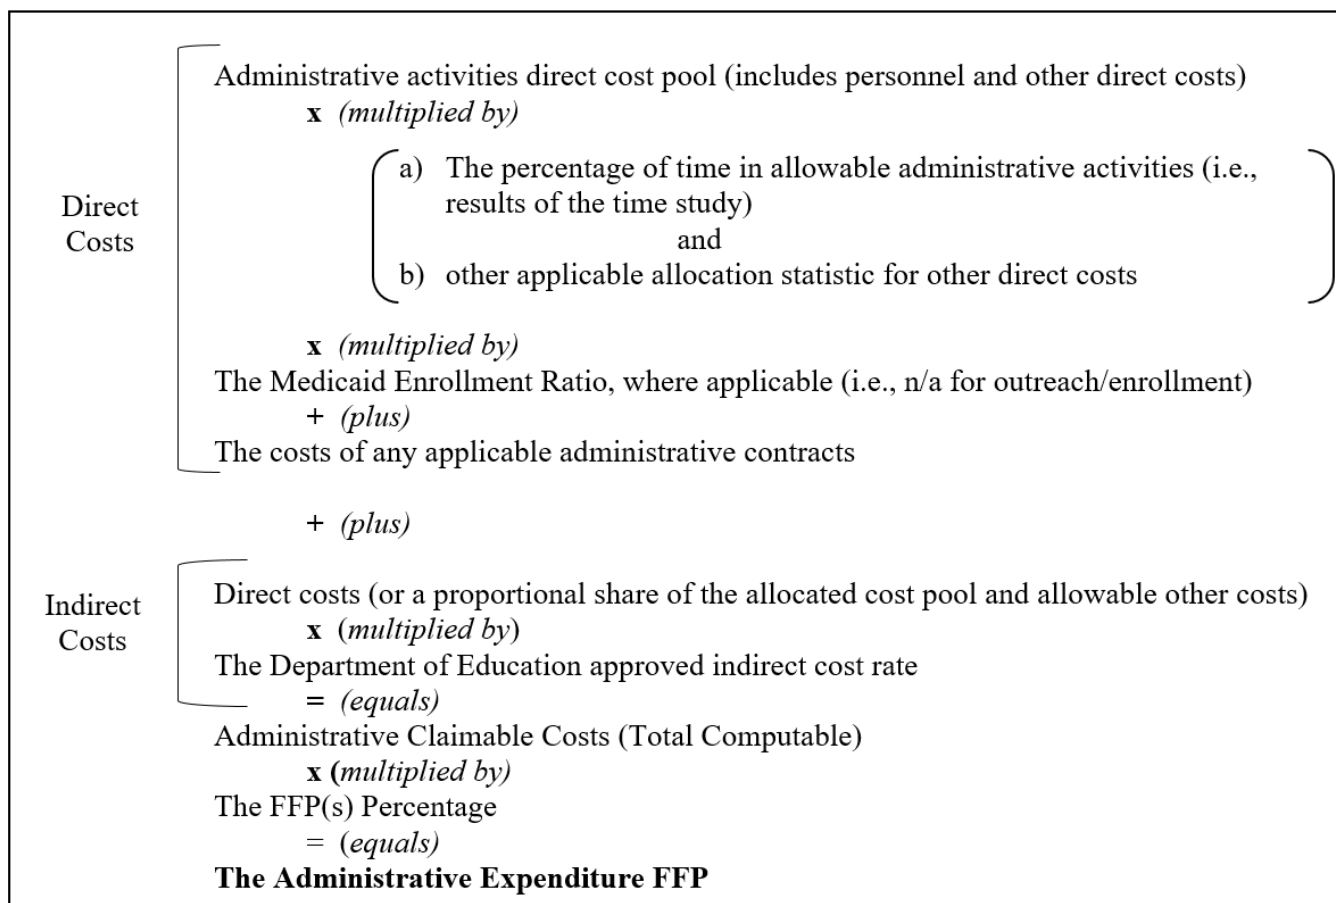 Administrative activities direct cost pool (includes personnel and other direct costs)
x (multiplied by)
a) The percentage of time in allowable administrative activities (i.e.,
results of the time study)
and
b) other applicable allocation statistic for other direct costs
Direct
Costs
x (multiplied by)
The Medicaid Enrollment Ratio, where applicable (i.e., n/a for outreach/enrollment)
+ (plus)
The costs of any applicable administrative contracts
+ (plus)
Indirect
Costs
Direct costs (or a proportional share of the allocated cost pool and allowable other costs)
x (multiplied by)
The Department of Education approved indirect cost rate
= (equals)
Administrative Claimable Costs (Total Computable)
x (multiplied by)
The FFP(s) Percentage
= (equals)
The Administrative Expenditure FFP